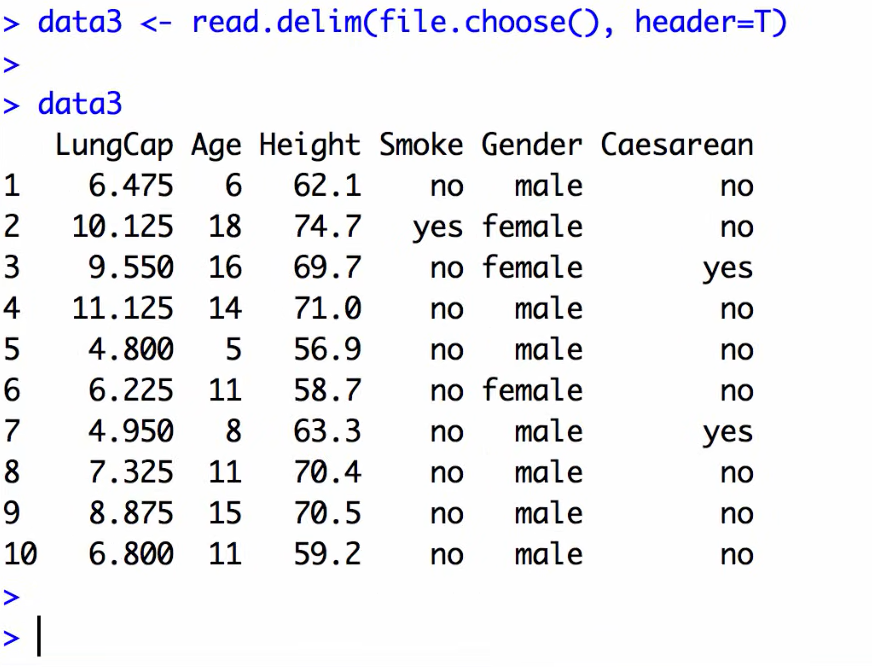 > data3 <- read.delim(file.choose(), header=T)
>
> data3
   LungCap Age Height Smoke Gender Caesarean
1    6.475   6   62.1    no   male        no
2   10.125  18   74.7   yes female        no
3    9.550  16   69.7    no female       yes
4   11.125  14   71.0    no   male        no
5    4.800   5   56.9    no   male        no
6    6.225  11   58.7    no female        no
7    4.950   8   63.3    no   male       yes
8    7.325  11   70.4    no   male        no
9    8.875  15   70.5    no   male        no
10   6.800  11   59.2    no   male        no
>
>